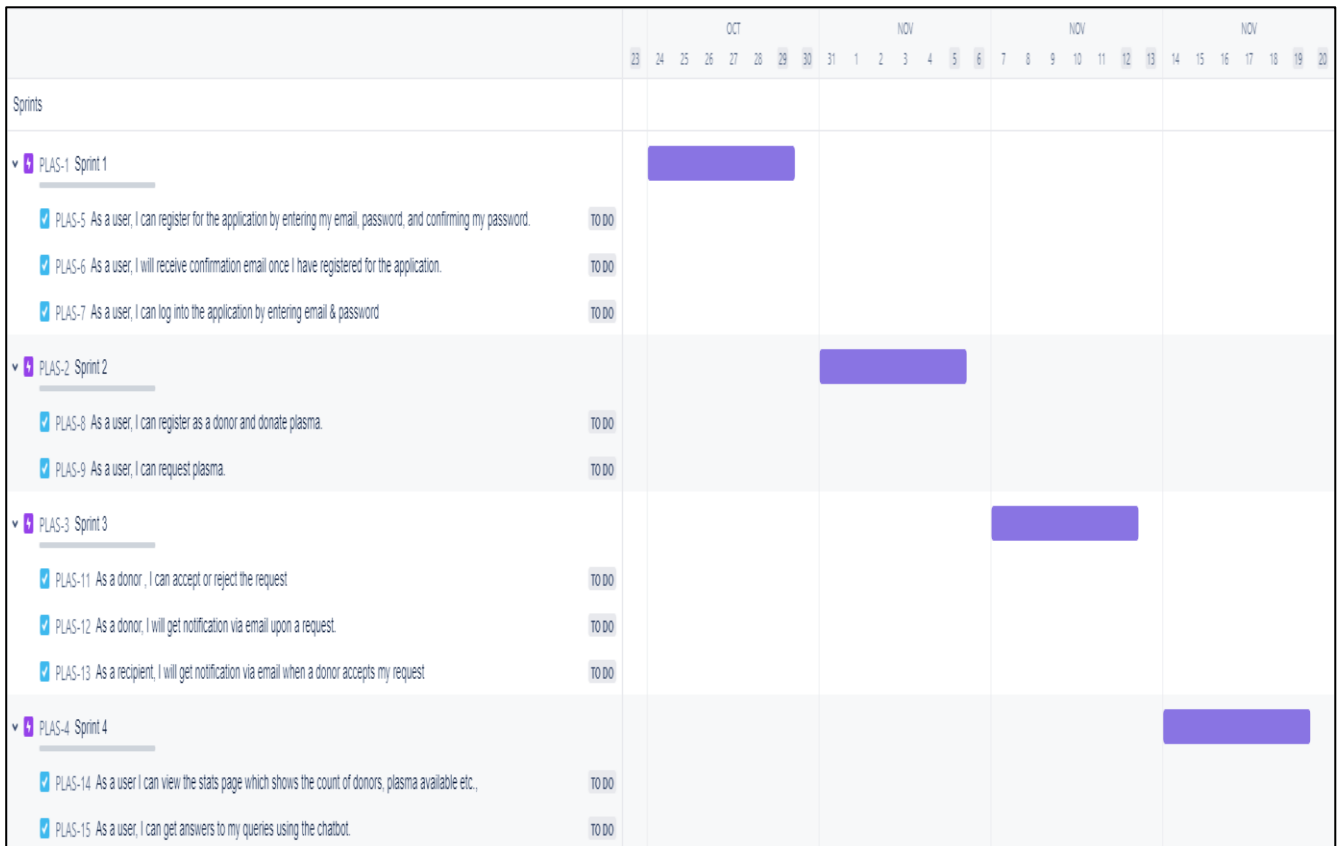 OCT NOV NOV NOV
23 24 25 26 27 28 29 30 31 1 2 3 4 5 6 7 8 9 10 11 12 13 14 15 16 17 18 19 20
Sprints
PLAS-1 Sprint 1
PLAS-5 As a user, I can register for the application by entering my email, password, and confirming my password. TO DO
PLAS-6 As a user, I will receive confirmation email once I have registered for the application. TO DO
PLAS-7 As a user, I can log into the application by entering email & password TO DO
PLAS-2 Sprint 2
PLAS-8 As a user, I can register as a donor and donate plasma. TO DO
PLAS-9 As a user, I can request plasma. TO DO
PLAS-3 Sprint 3
PLAS-11 As a donor , I can accept or reject the request TO DO
PLAS-12 As a donor, I will get notification via email upon a request. TO DO
PLAS-13 As a recipient, I will get notification via email when a donor accepts my request TO DO
PLAS-4 Sprint 4
PLAS-14 As a user I can view the stats page which shows the count of donors, plasma available etc., TO DO
PLAS-15 As a user, I can get answers to my queries using the chatbot. TO DO